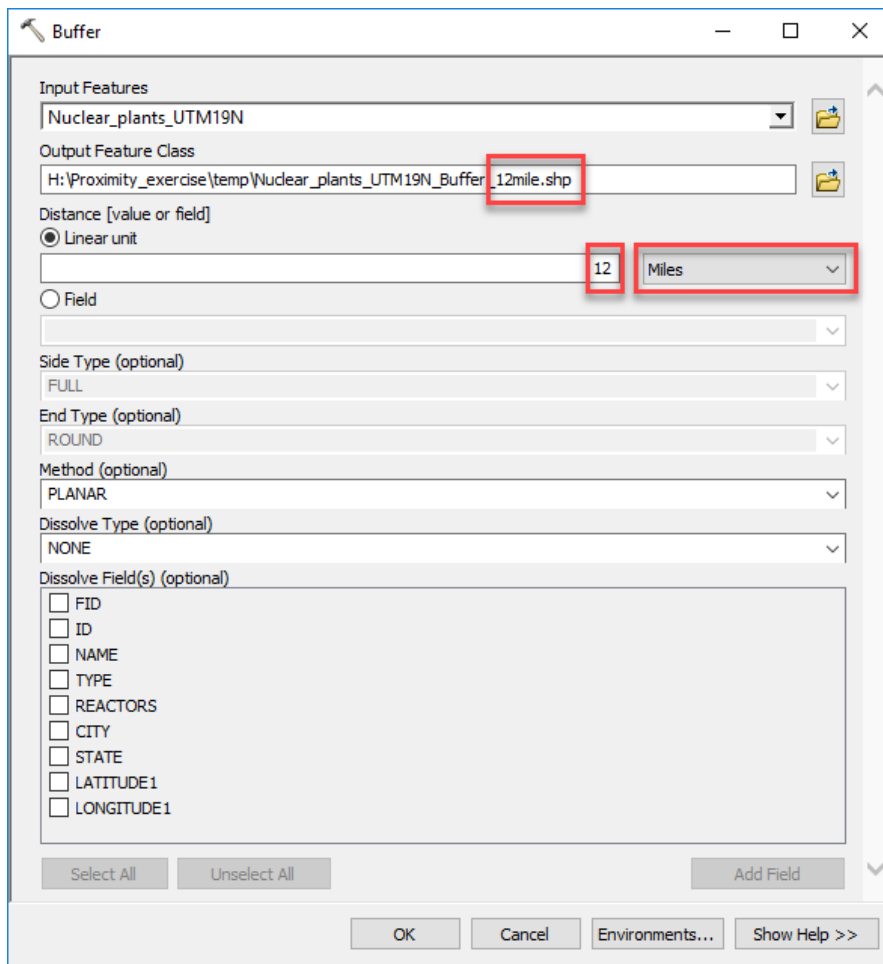 Buffer
Input Features
Nuclear_plants_UTM19N
Output Feature Class
H:\Proximity_exercise\temp\Nuclear_plants_UTM19N_Buffer_12mile.shp
Distance [value or field]
Linear unit
12 Miles
Field
Side Type (optional)
FULL
End Type (optional)
ROUND
Method (optional)
PLANAR
Dissolve Type (optional)
NONE
Dissolve Field(s) (optional)
FID
ID
NAME
TYPE
REACTORS
CITY
STATE
LATITUDE1
LONGITUDE1
Select All Unselect All Add Field
OK Cancel Environments... Show Help >>